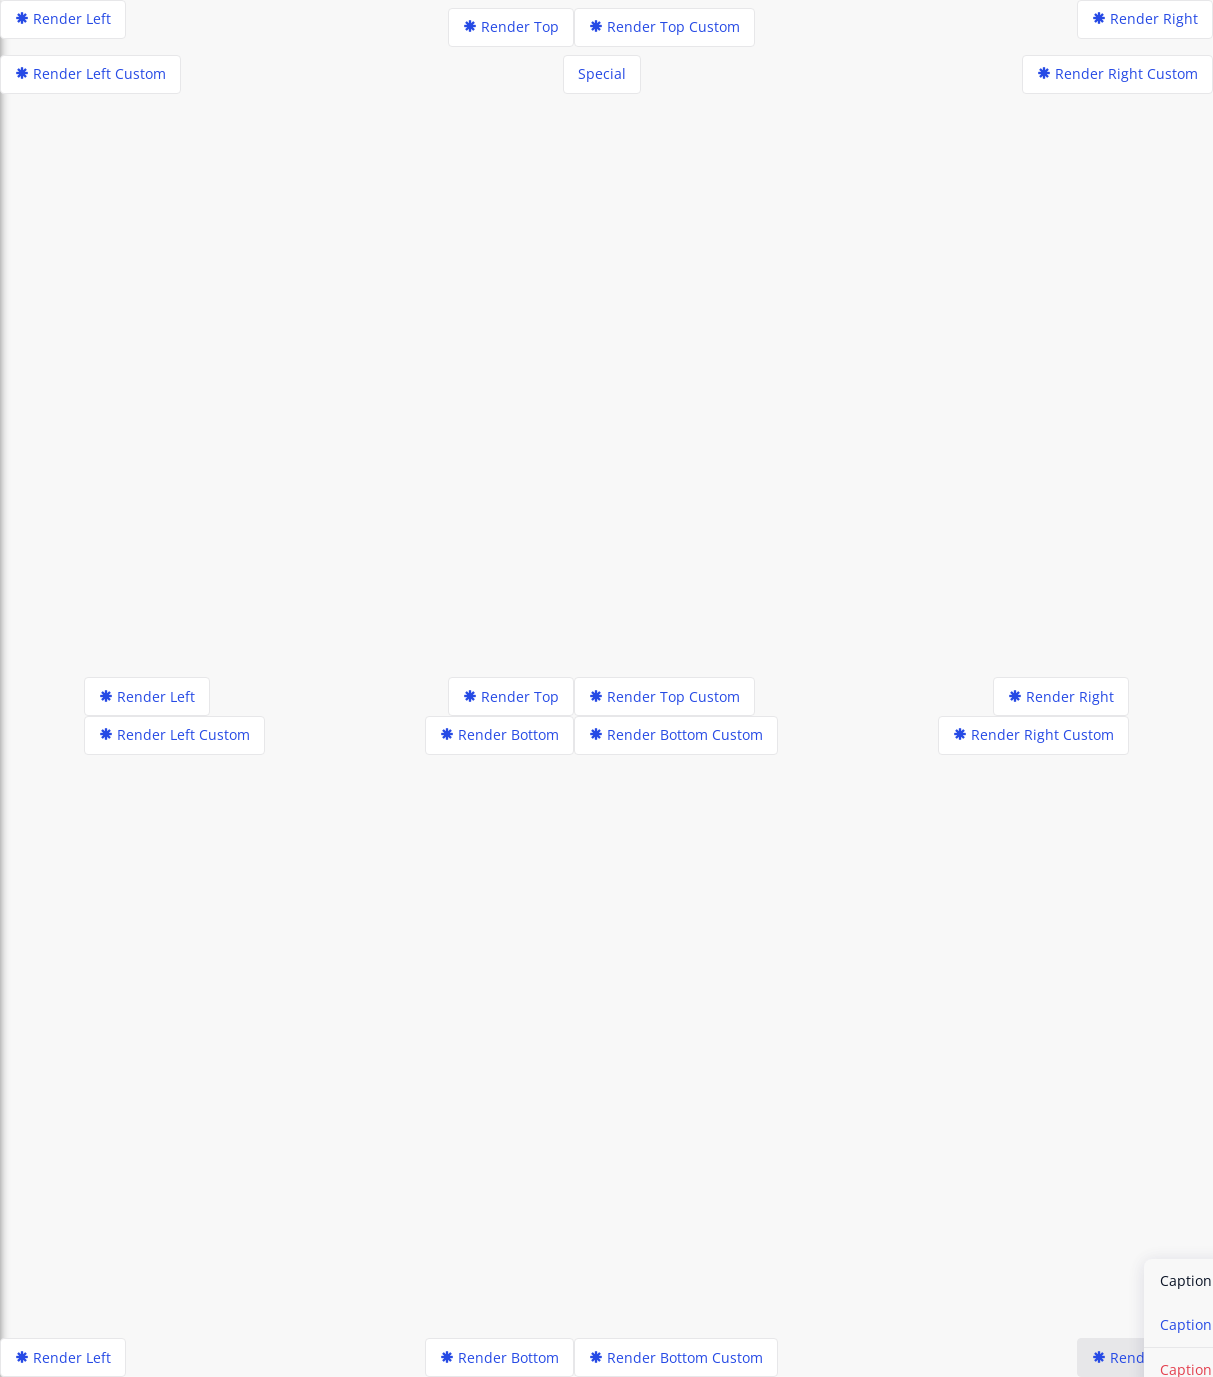 Render Left
Render Top
Render Top Custom
Render Right
Render Left Custom
Special
Render Right Custom
Render Left
Render Top
Render Top Custom
Render Right
Render Left Custom
Render Bottom
Render Bottom Custom
Render Right Custom
Caption
Caption
Render Left
Render Bottom
Render Bottom Custom
Rend
Caption